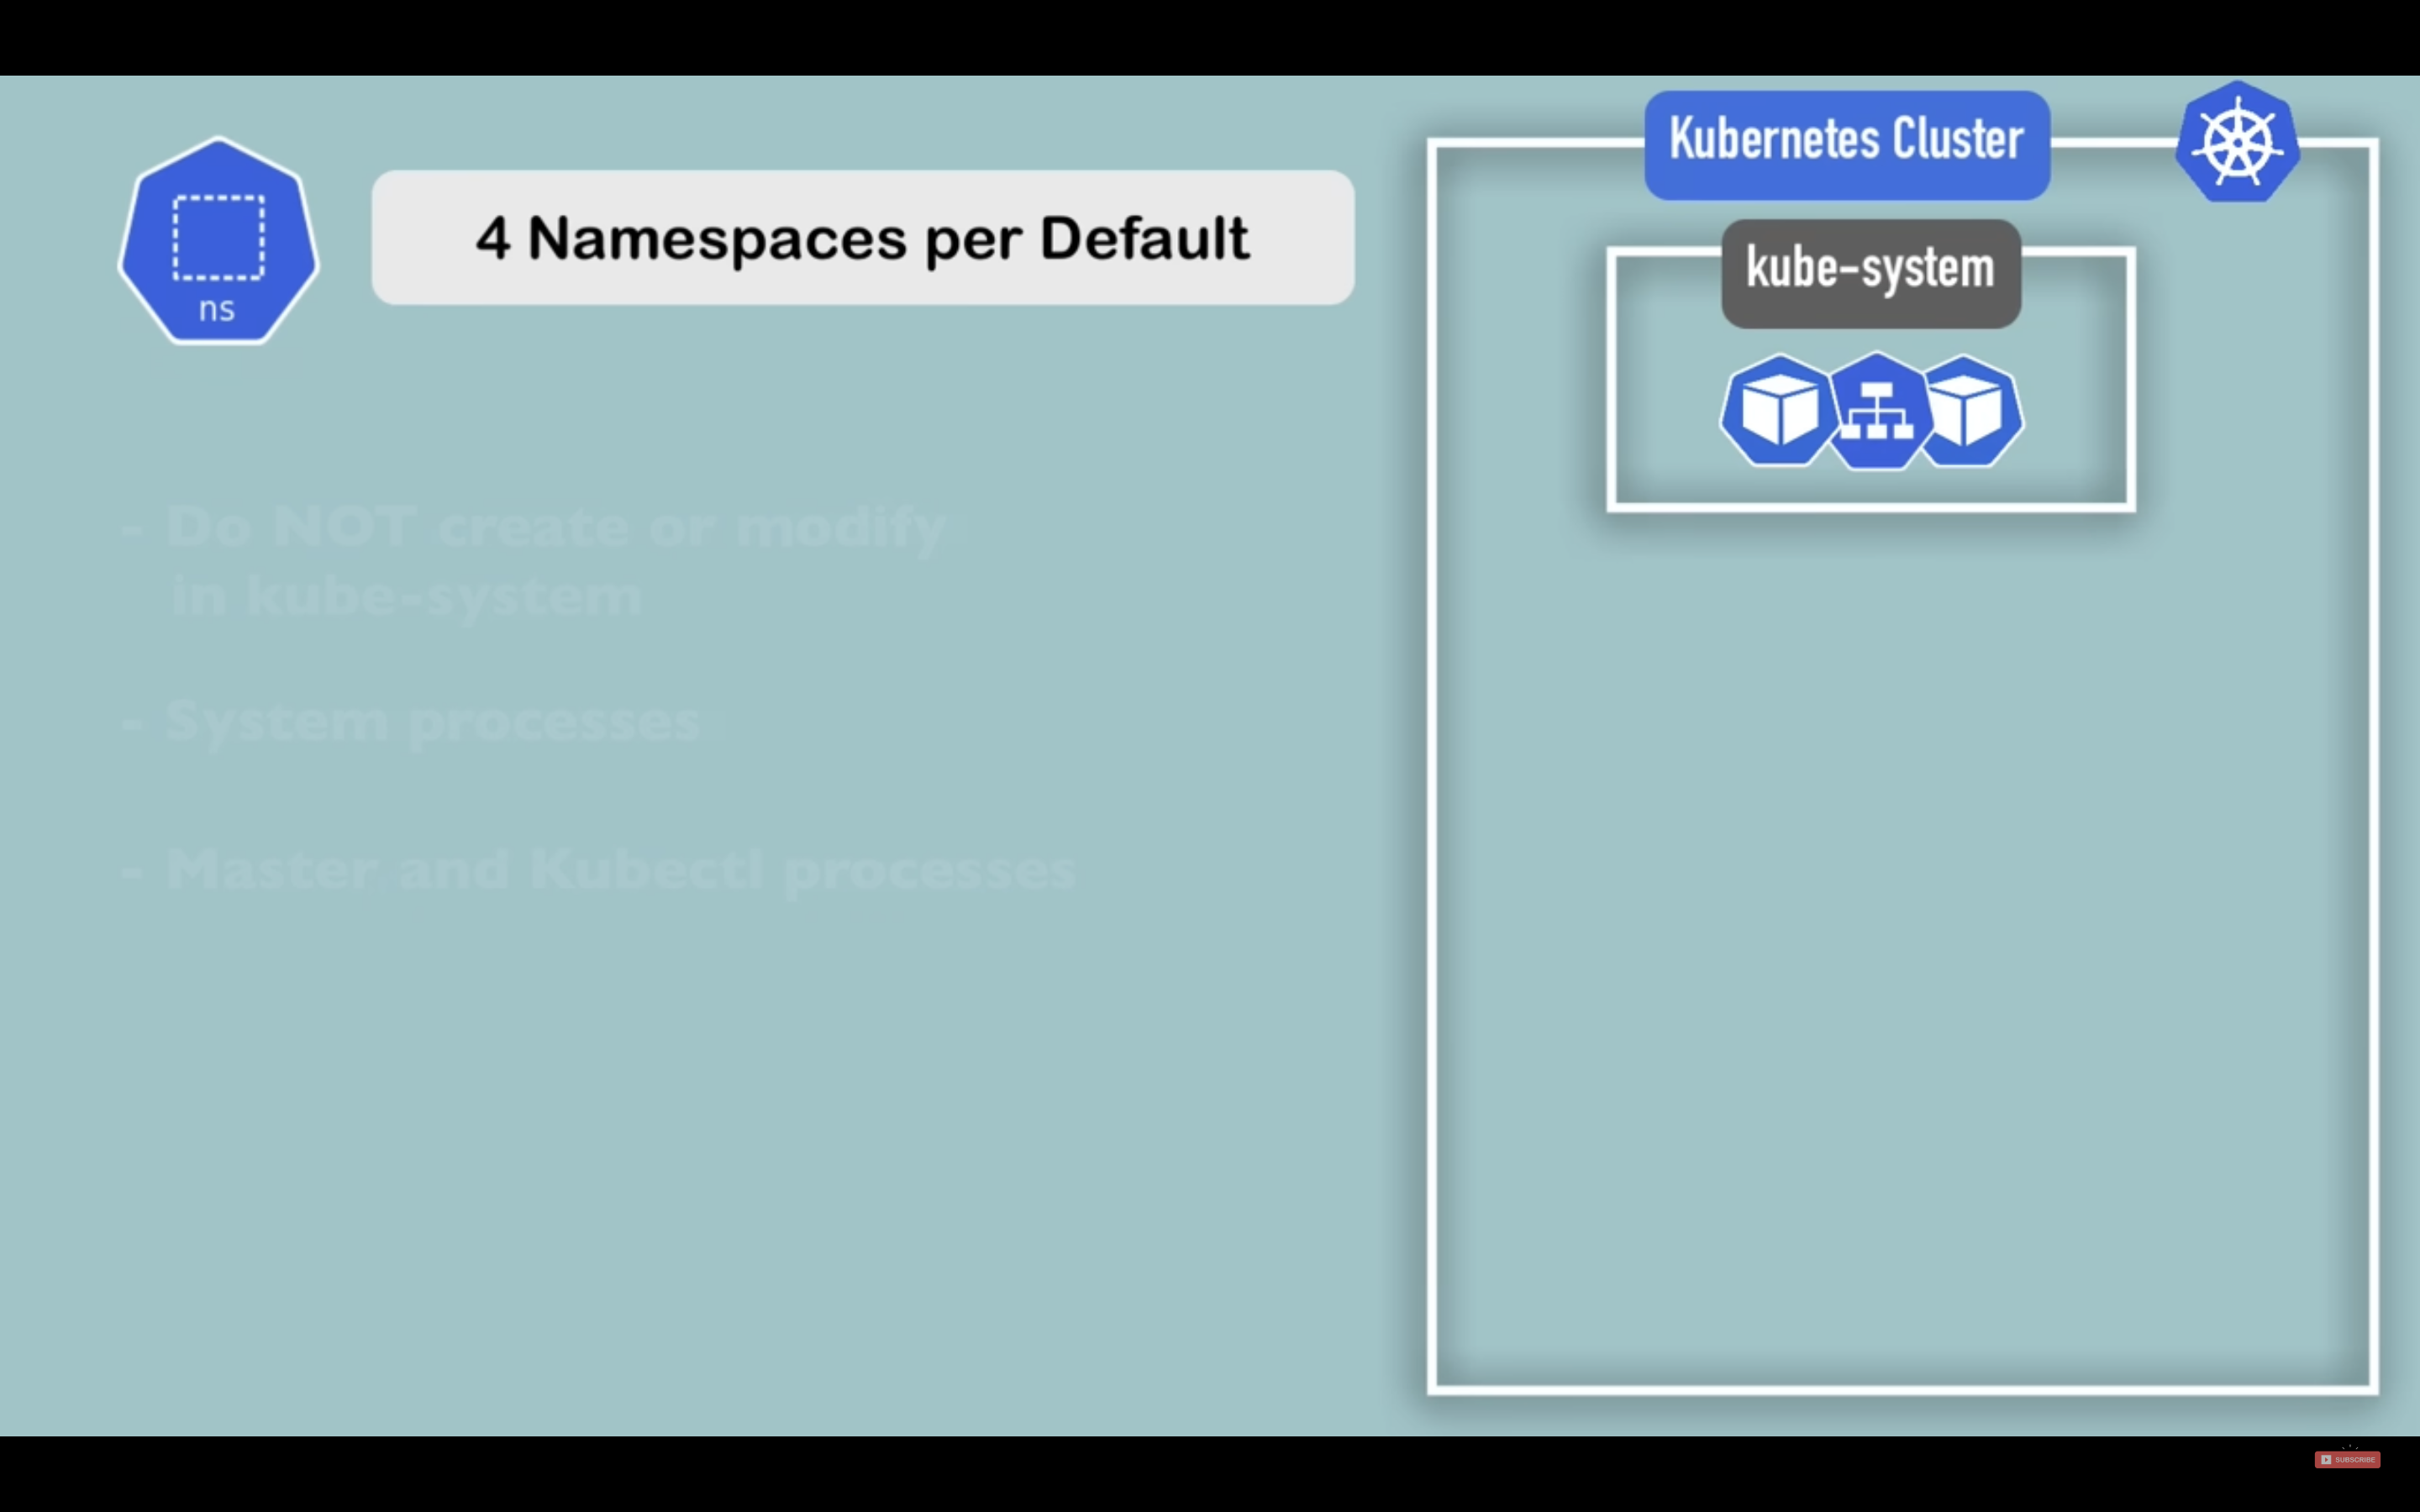 Kubernetes Cluster
4 Namespaces per Default
ns
kube-system
- Do NOT create or modify
in kube-system
- System processes
- Master and Kubectl processes
SUBSCRIBE